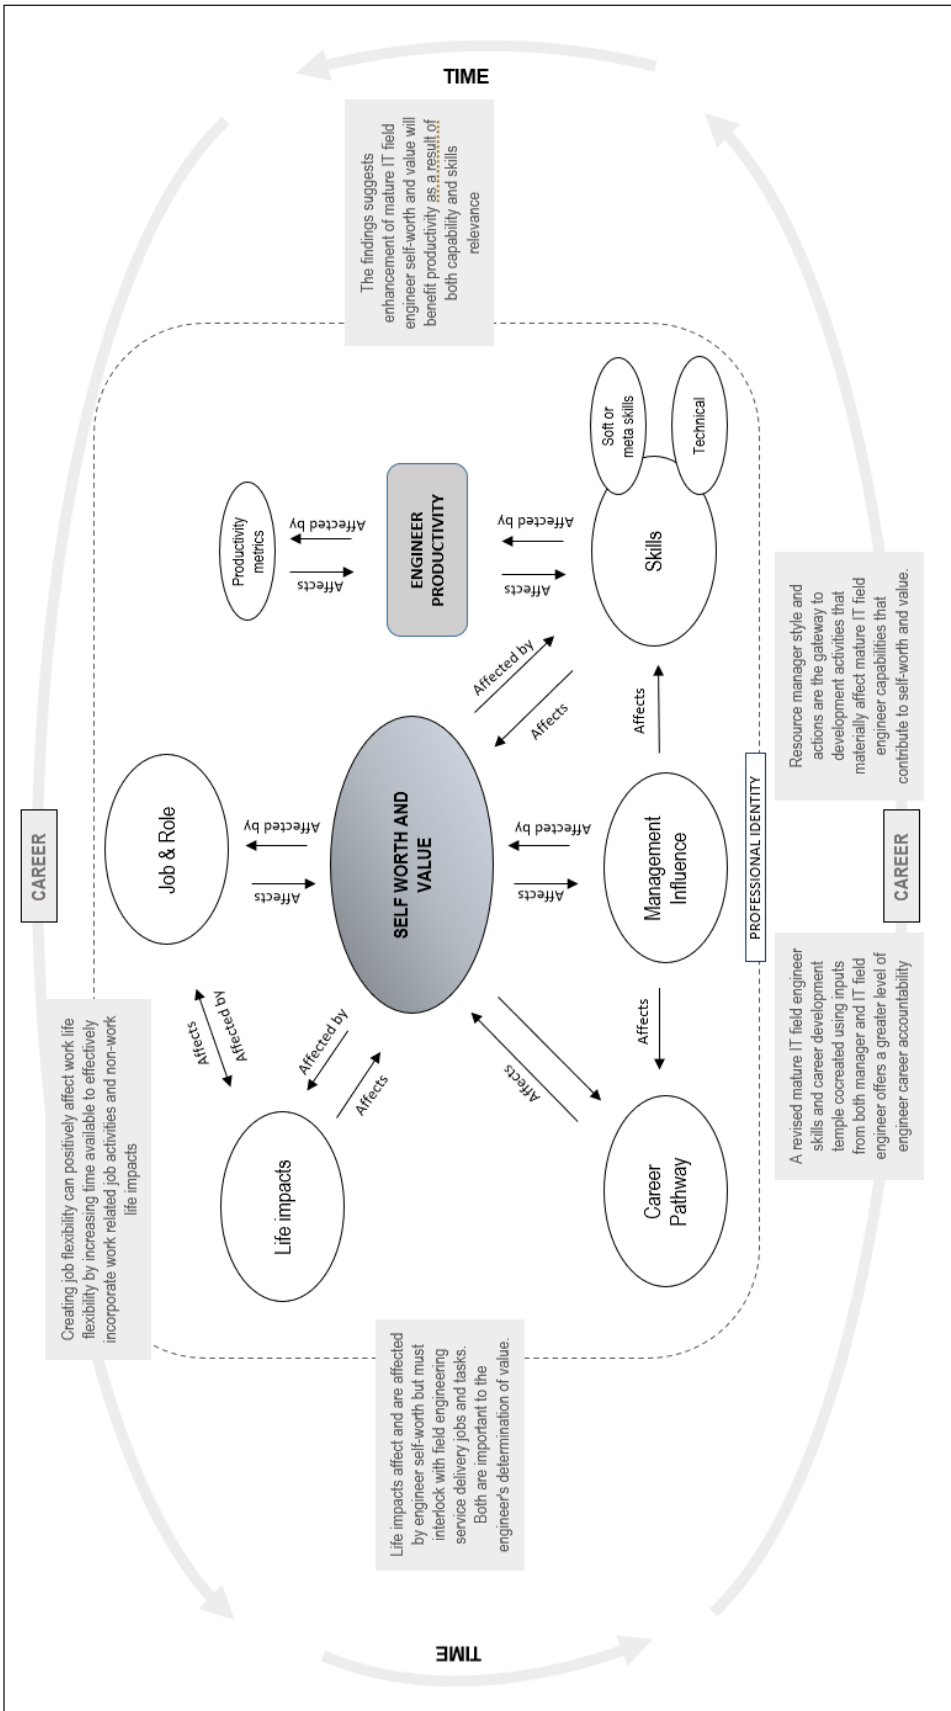 CAREER
Creating job flexibility can positively affect work life
flexibility by increasing time available to effectively
incorporate work related job activities and non-work
life impacts
TIME
TIME
Life impacts affect and are affected
by engineer self-worth but must
interlock with field engineering
service delivery jobs and tasks.
Both are important to the
engineer's determination of value.
The findings suggests
enhancement of mature IT field
engineer self-worth and value will
benefit productivity as a result of
both capability and skills
relevance
Job & Role
Life impacts
Productivity
metrics
Affects
Affected by
Affects
Affected by
Affects
Affected by
Affected by
Affects
SELF WORTH AND
VALUE
ENGINEER
PRODUCTIVITY
Affects
Affects
Affected by
Affected by
Affects
Affects
Affected by
Career
Pathway
Affects
Management
Influence
Affects
Skills
Soft or
meta skills
Technical
PROFESSIONAL IDENTITY
A revised mature IT field engineer
skills and career development
temple cocreated using inputs
from both manager and IT field
engineer offers a greater level of
engineer career accountability
CAREER
Resource manager style and
actions are the gateway to
development activities that
materially affect mature IT field
engineer capabilities that
contribute to self-worth and value.